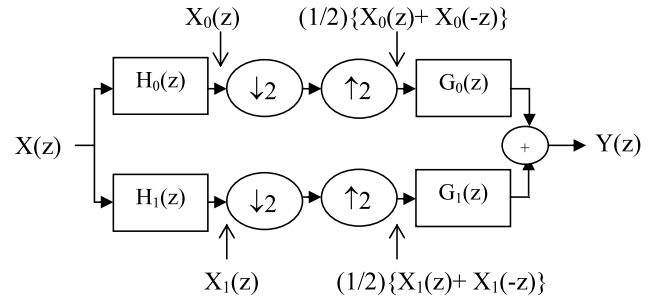 X₀(z)
(1/2){X₀(z)+ X₀(-z)}
H₀(z)
↓2
↑2
G₀(z)
X(z)
+
Y(z)
H₁(z)
↓2
↑2
G₁(z)
X₁(z)
(1/2){X₁(z)+ X₁(-z)}